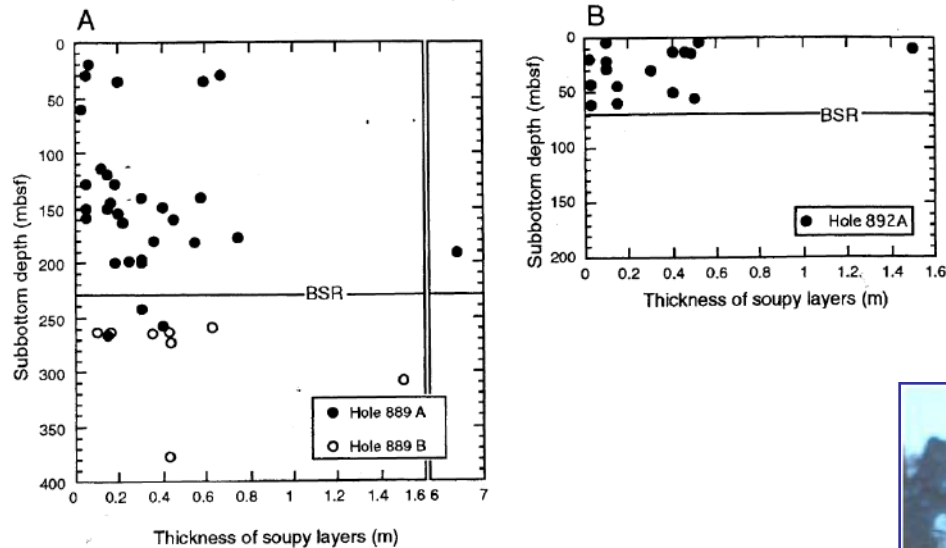 A
0
50
100
150
200
250
300
350
400
Subbottom depth (mbsf)
BSR
Hole 889 A
Hole 889 B
0 0.2 0.4 0.6 0.8 1 1.2 1.4 1.6 6 7
Thickness of soupy layers (m)
B
0
50
100
150
200
Subbottom depth (mbsf)
BSR
Hole 892A
0 0.2 0.4 0.6 0.8 1 1.2 1.4 1.6
Thickness of soupy layers (m)